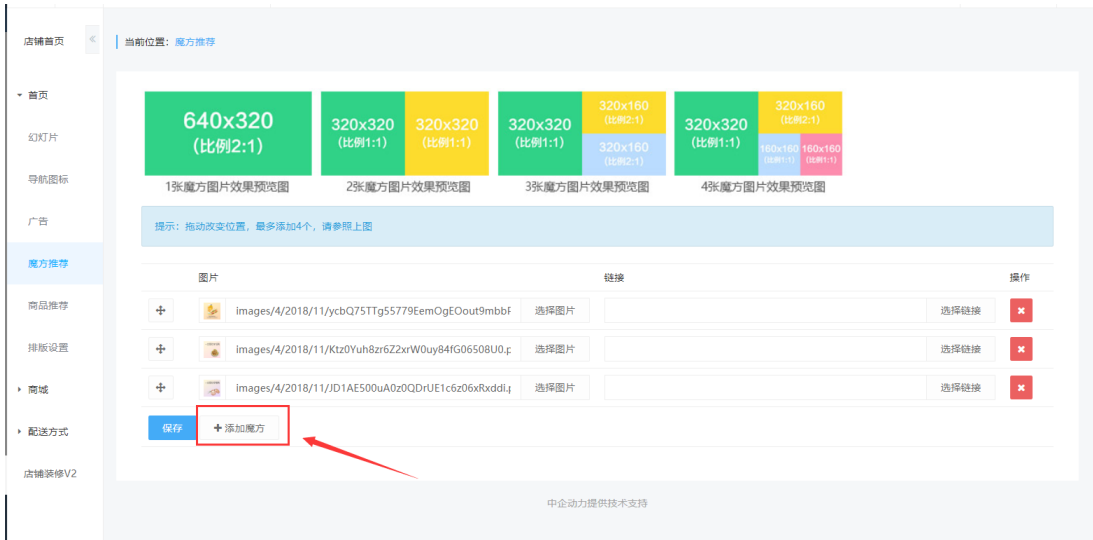 店铺首页
当前位置：魔方推荐
首页
幻灯片
导航图标
广告
魔方推荐
商品推荐
排版设置
商城
配送方式
店铺装修V2
640x320
(比例2:1)
1张魔方图片效果预览图
320x320
(比例1:1)
320x320
(比例1:1)
2张魔方图片效果预览图
320x320
(比例1:1)
320x160
(比例2:1)
320x160
(比例2:1)
3张魔方图片效果预览图
320x320
(比例1:1)
320x160
(比例2:1)
160x160
(比例1:1)
160x160
(比例1:1)
4张魔方图片效果预览图
提示：拖动改变位置，最多添加4个，请参照上图
图片 链接 操作
images/4/2018/11/ycbQ75TTg55779EemOgEOout9mbbF 选择图片 选择链接
images/4/2018/11/Ktz0Yuh8zr6Z2xrW0uy84fG06508U0.p 选择图片 选择链接
images/4/2018/11/JD1AE500uA0z0QDrUE1c6z06xRxddi.p 选择图片 选择链接
保存 添加魔方
中企动力提供技术支持